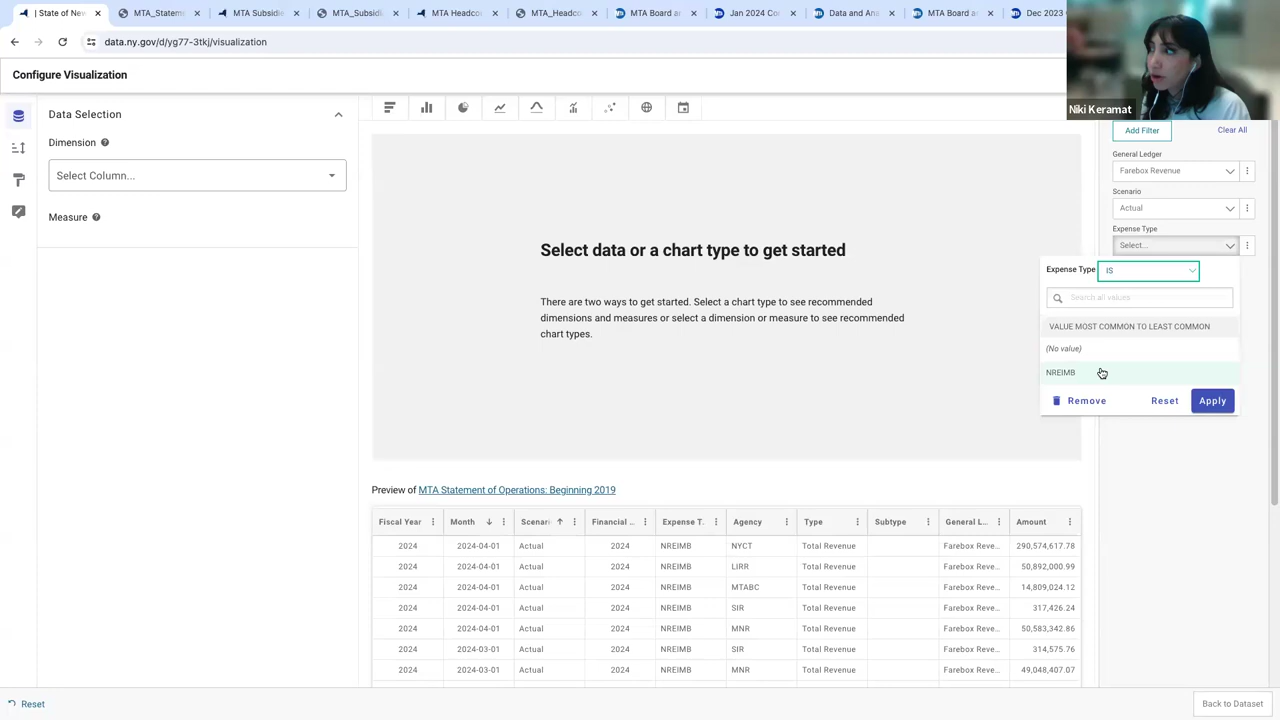 | State of New
MTA_Statem
MTA Subsidie
MTA_Subsidi
MTA Headco
MTA_Headco
MTA Board an
Jan 2024 Cor
Data and Ana
MTA Board an
Dec 2023
data.ny.gov/d/yg77-3tkj/visualization
Configure Visualization
Niki Keramat
Data Selection
Dimension
Select Column...
Measure
Select data or a chart type to get started
There are two ways to get started. Select a chart type to see recommended
dimensions and measures or select a dimension or measure to see recommended
chart types.
Add Filter
Clear All
General Ledger
Farebox Revenue
Scenario
Actual
Expense Type
Select...
Expense Type
IS
Search all values
VALUE MOST COMMON TO LEAST COMMON
(No value)
NREIMB
Remove
Reset
Apply
Preview of MTA Statement of Operations: Beginning 2019
Fiscal Year Month Scenari Financial ... Expense T. Agency Type Subtype General L... Amount
2024 2024-04-01 Actual 2024 NREIMB NYCT Total Revenue Farebox Reve... 290,574,617.78
2024 2024-04-01 Actual 2024 NREIMB LIRR Total Revenue Farebox Reve... 50,892,000.99
2024 2024-04-01 Actual 2024 NREIMB MTABC Total Revenue Farebox Reve... 14,809,024.12
2024 2024-04-01 Actual 2024 NREIMB SIR Total Revenue Farebox Reve... 317,426.24
2024 2024-04-01 Actual 2024 NREIMB MNR Total Revenue Farebox Reve... 50,583,342.86
2024 2024-03-01 Actual 2024 NREIMB SIR Total Revenue Farebox Reve... 314,575.76
2024 2024-03-01 Actual 2024 NREIMB MNR Total Revenue Farebox Reve... 49,048,407.07
Reset
Back to Dataset